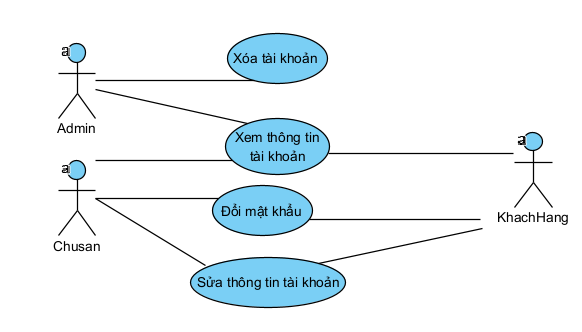 a
Xóa tài khoản
Admin
Xem thông tin
tài khoản
a
KhachHang
a
Chusan
Đổi mật khẩu
Sửa thông tin tài khoản